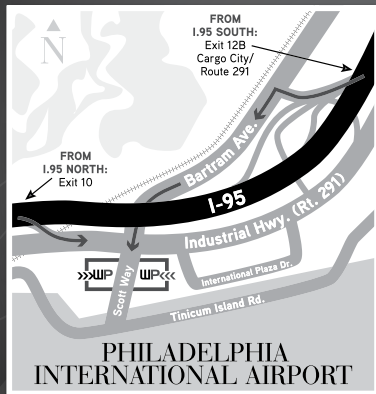 FROM
I.95 SOUTH:
Exit 12B
Cargo City/
Route 291
N
FROM
I.95 NORTH:
Exit 10
Bartram Ave.
I-95
Industrial Hwy. (Rt. 291)
WP
WP
Scott Way
International Plaza Dr.
Tinicum Island Rd.
PHILADELPHIA
INTERNATIONAL AIRPORT